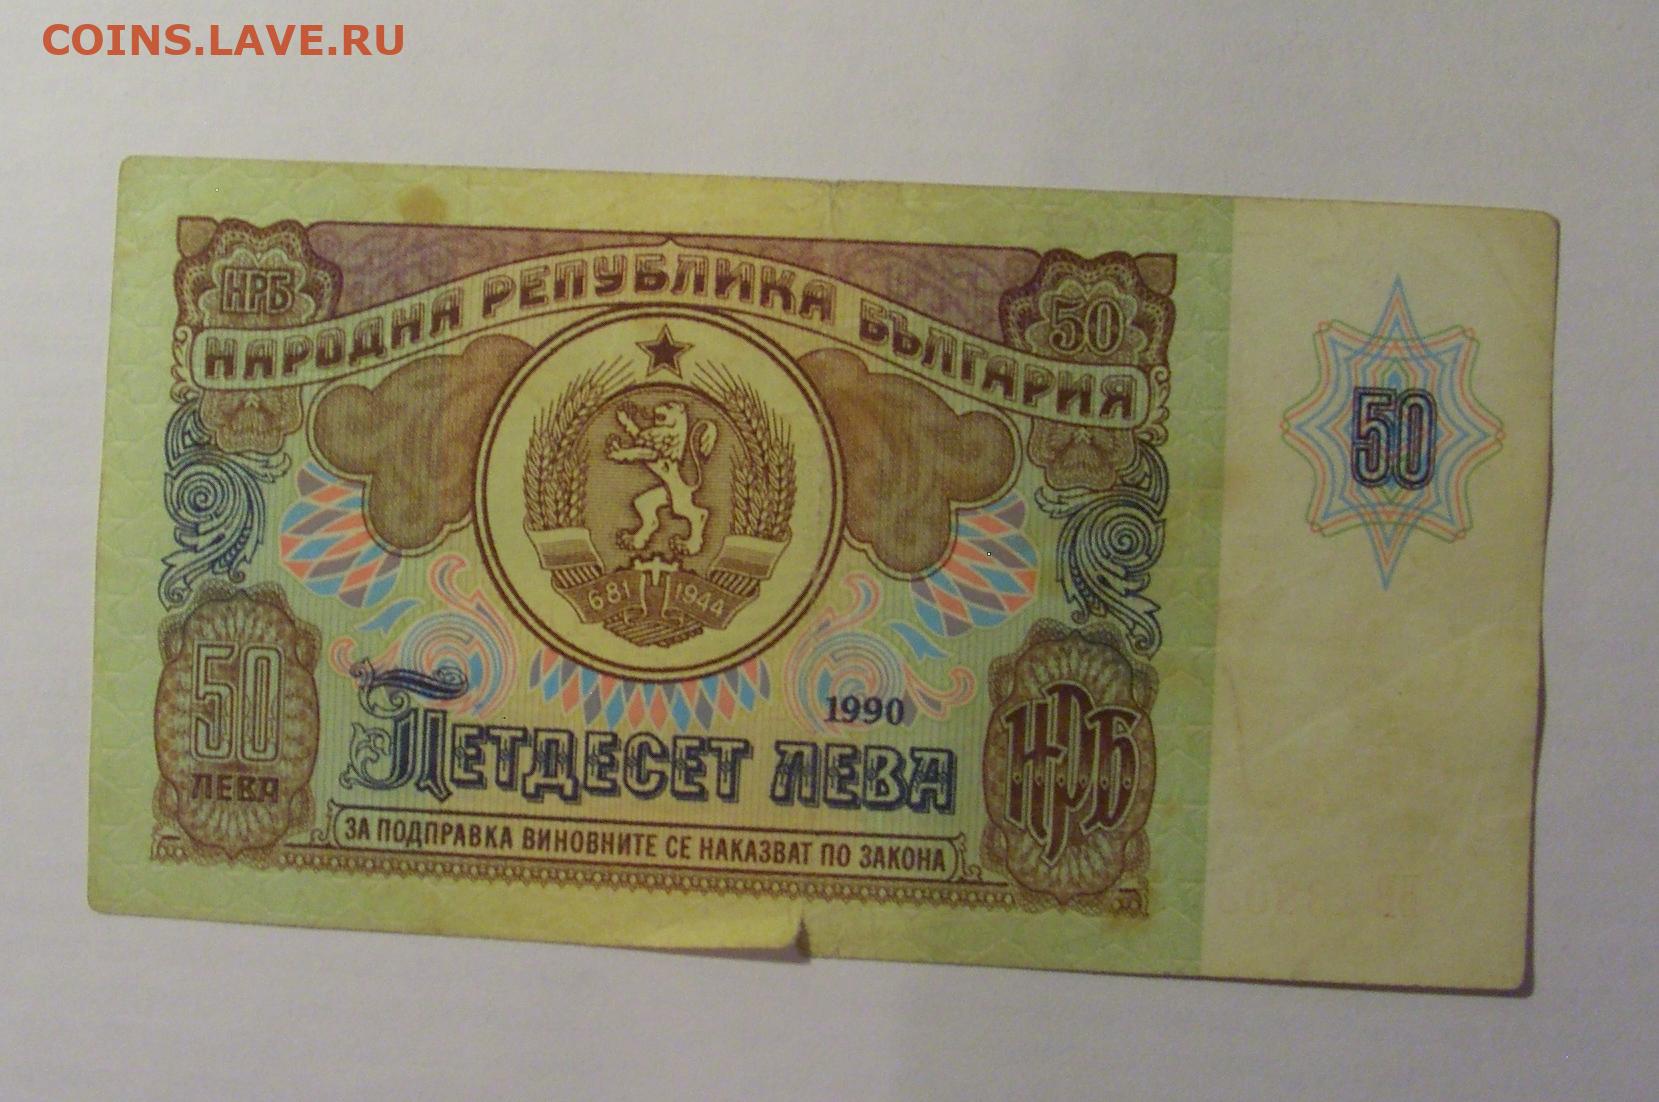 COINS.LAVE.RU
НРБ
НАРОДНА РЕПУБЛИКА БЪЛГАРИЯ
50
50
681 1944
50
ЛЕВА
1990
ПЕТДЕСЕТ ЛЕВА
НРБ
ЗА ПОДПРАВКА ВИНОВНИТЕ СЕ НАКАЗВАТ ПО ЗАКОНА